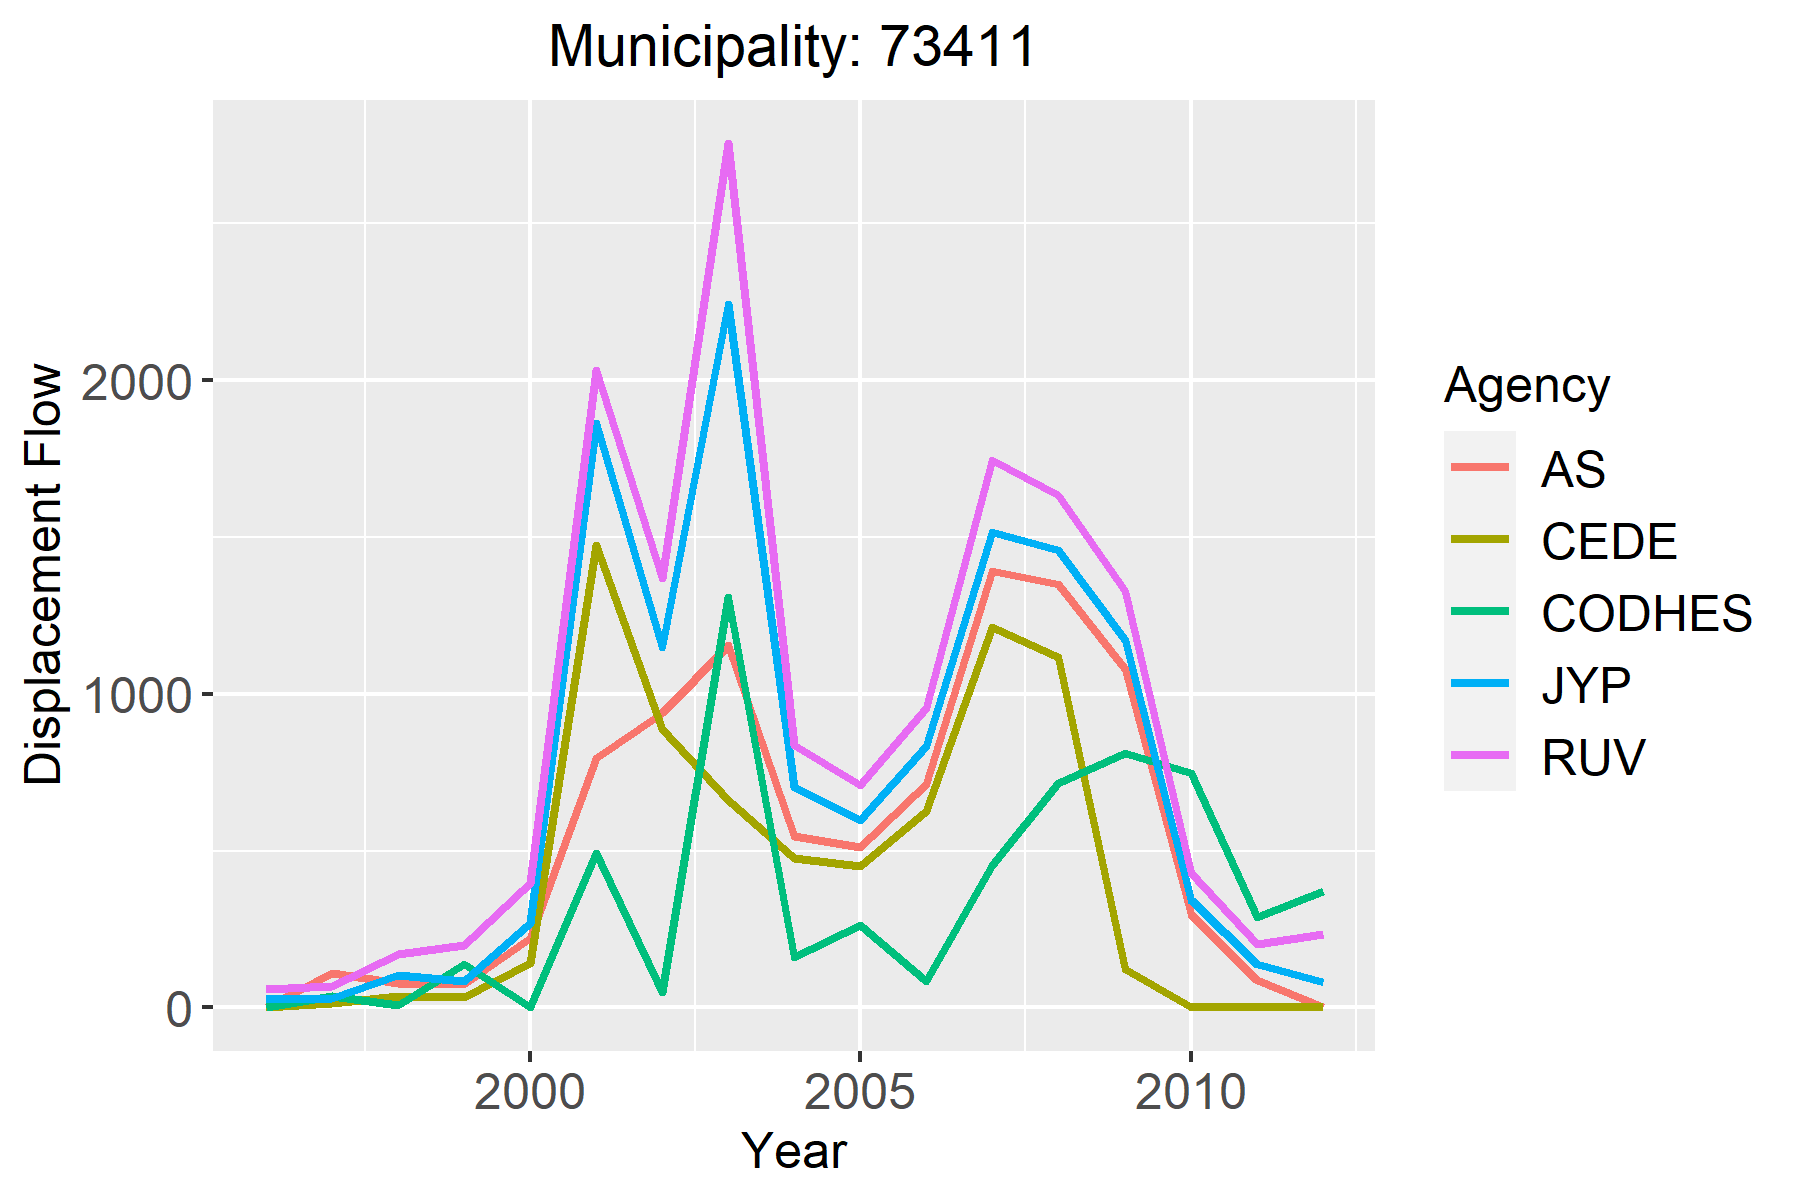 Municipality: 73411
Displacement Flow
2000
1000
0
2000 2005 2010
Year
Agency
AS
CEDE
CODHES
JYP
RUV